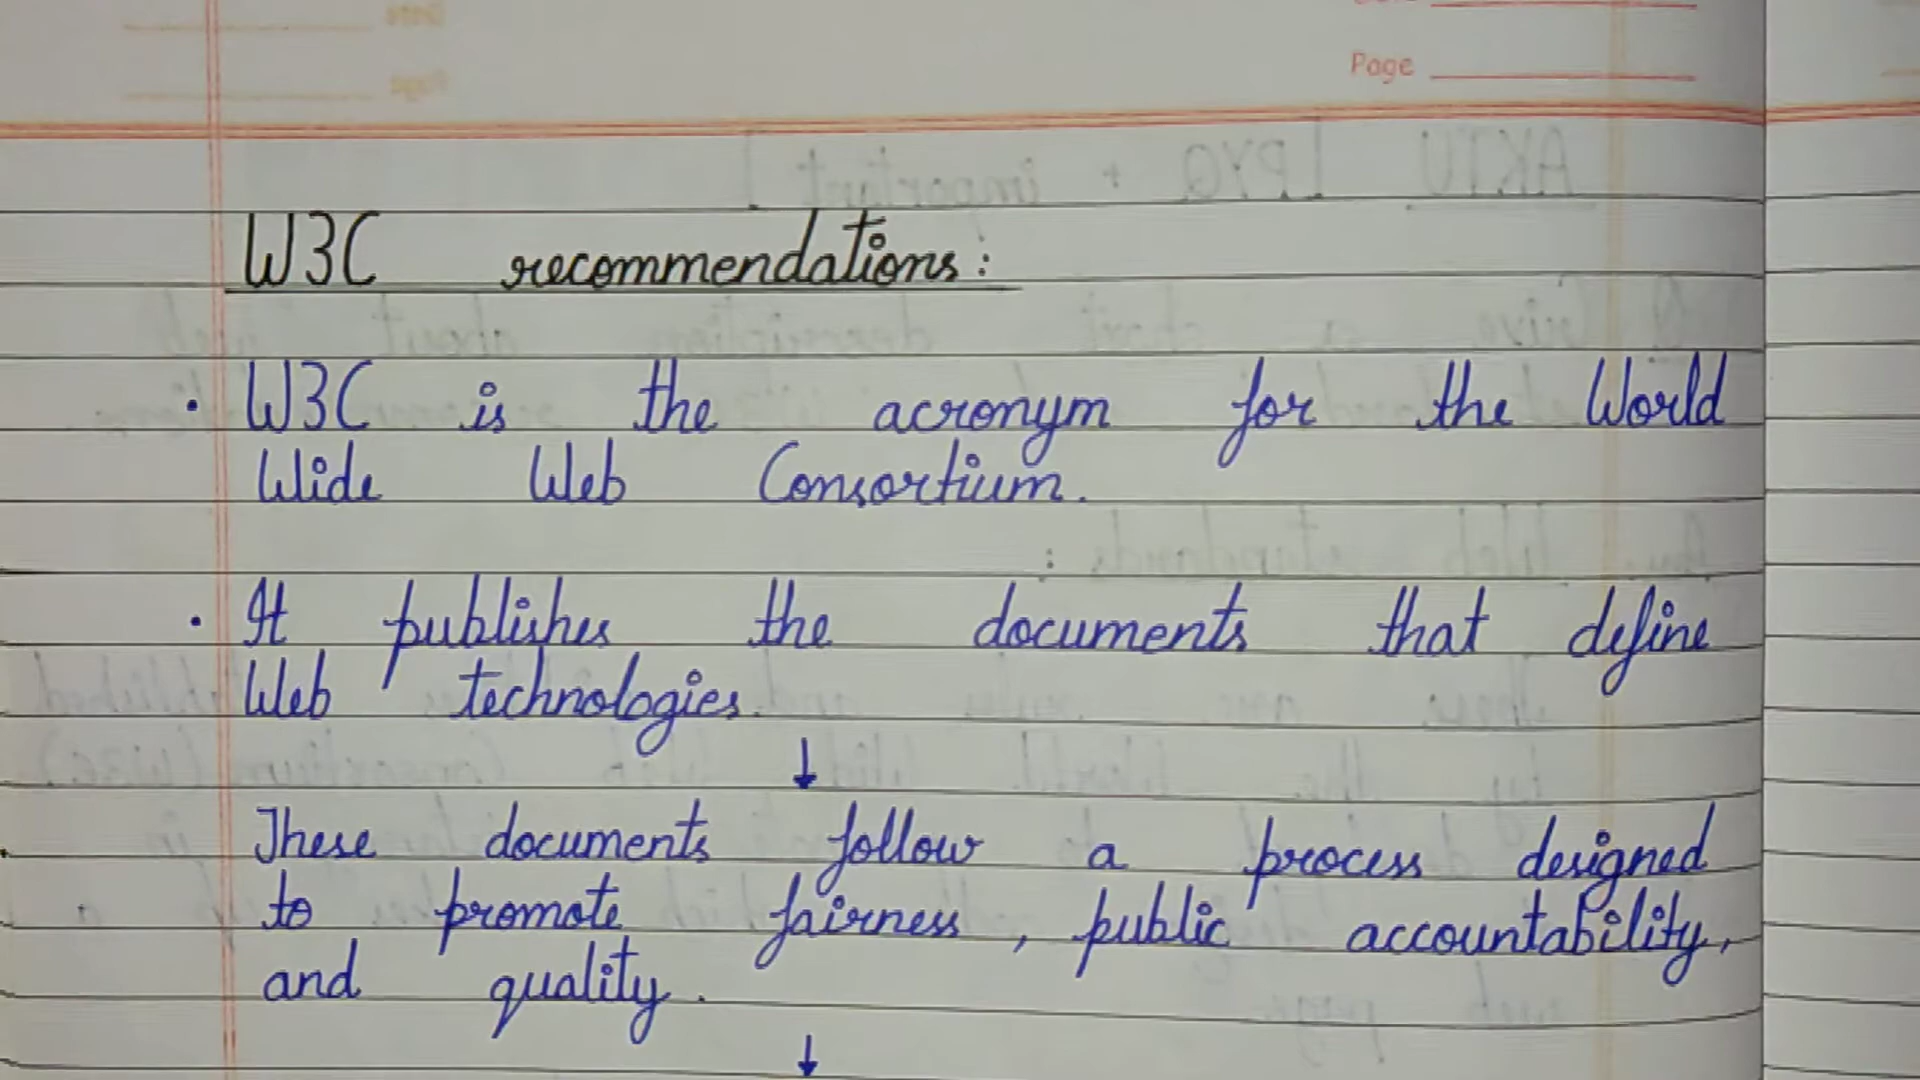 Page
W3C recommendations:
• W3C is the acronym for the World
Wide Web Consortium.
• It publishes the documents that define
Web technologies.
↓
These documents follow a process designed
to promote fairness, public accountability,
and quality.
↓